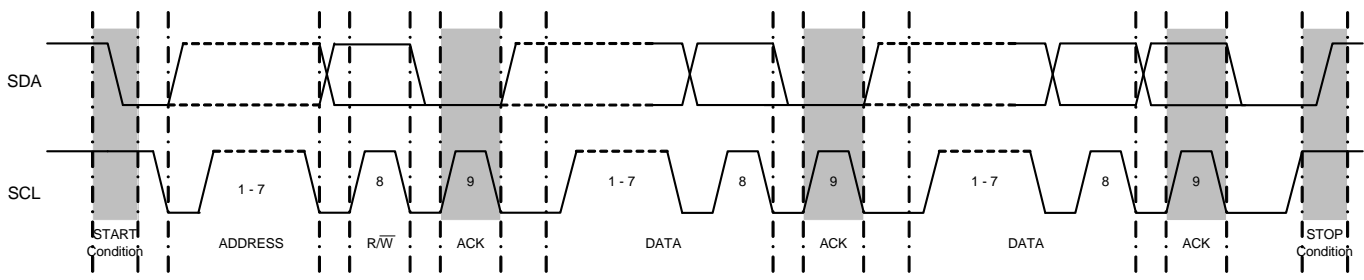 SDA
SCL
1 - 7
8
9
1 - 7
8
9
1 - 7
8
9
START
Condition
ADDRESS
R/W̅
ACK
DATA
ACK
DATA
ACK
STOP
Condition